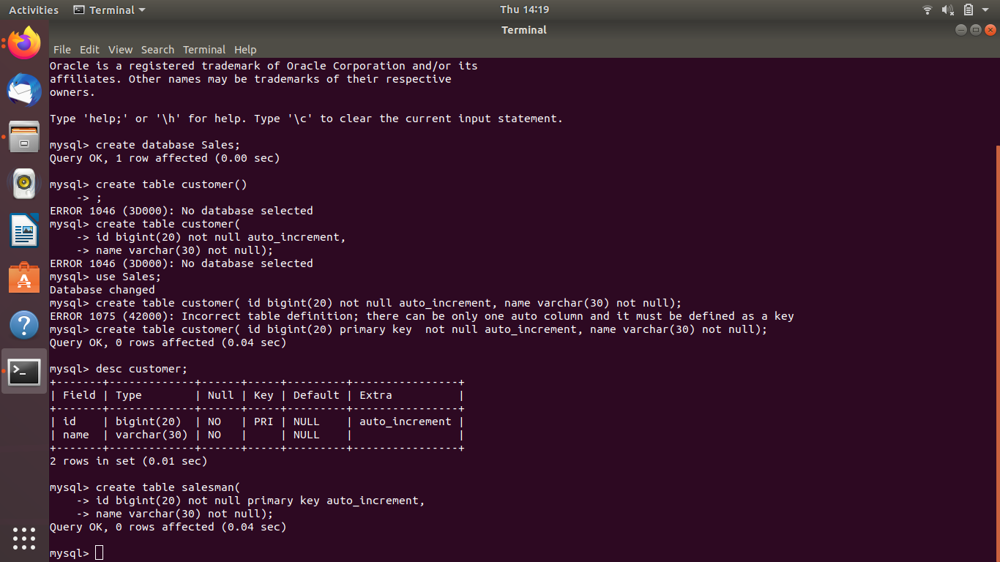 Activities Terminal Thu 14:19
Terminal
File Edit View Search Terminal Help
Oracle is a registered trademark of Oracle Corporation and/or its
affiliates. Other names may be trademarks of their respective
owners.
Type 'help;' or '\h' for help. Type '\c' to clear the current input statement.
mysql> create database Sales;
Query OK, 1 row affected (0.00 sec)
mysql> create table customer()
    -> ;
ERROR 1046 (3D000): No database selected
mysql> create table customer(
    -> id bigint(20) not null auto_increment,
    -> name varchar(30) not null);
ERROR 1046 (3D000): No database selected
mysql> use Sales;
Database changed
mysql> create table customer( id bigint(20) not null auto_increment, name varchar(30) not null);
ERROR 1075 (42000): Incorrect table definition; there can be only one auto column and it must be defined as a key
mysql> create table customer( id bigint(20) primary key  not null auto_increment, name varchar(30) not null);
Query OK, 0 rows affected (0.04 sec)
mysql> desc customer;
+-------+-------------+------+-----+---------+----------------+
| Field | Type        | Null | Key | Default | Extra          |
+-------+-------------+------+-----+---------+----------------+
| id    | bigint(20)  | NO   | PRI | NULL    | auto_increment |
| name  | varchar(30) | NO   |     | NULL    |                |
+-------+-------------+------+-----+---------+----------------+
2 rows in set (0.01 sec)
mysql> create table salesman(
    -> id bigint(20) not null primary key auto_increment,
    -> name varchar(30) not null);
Query OK, 0 rows affected (0.04 sec)
mysql>